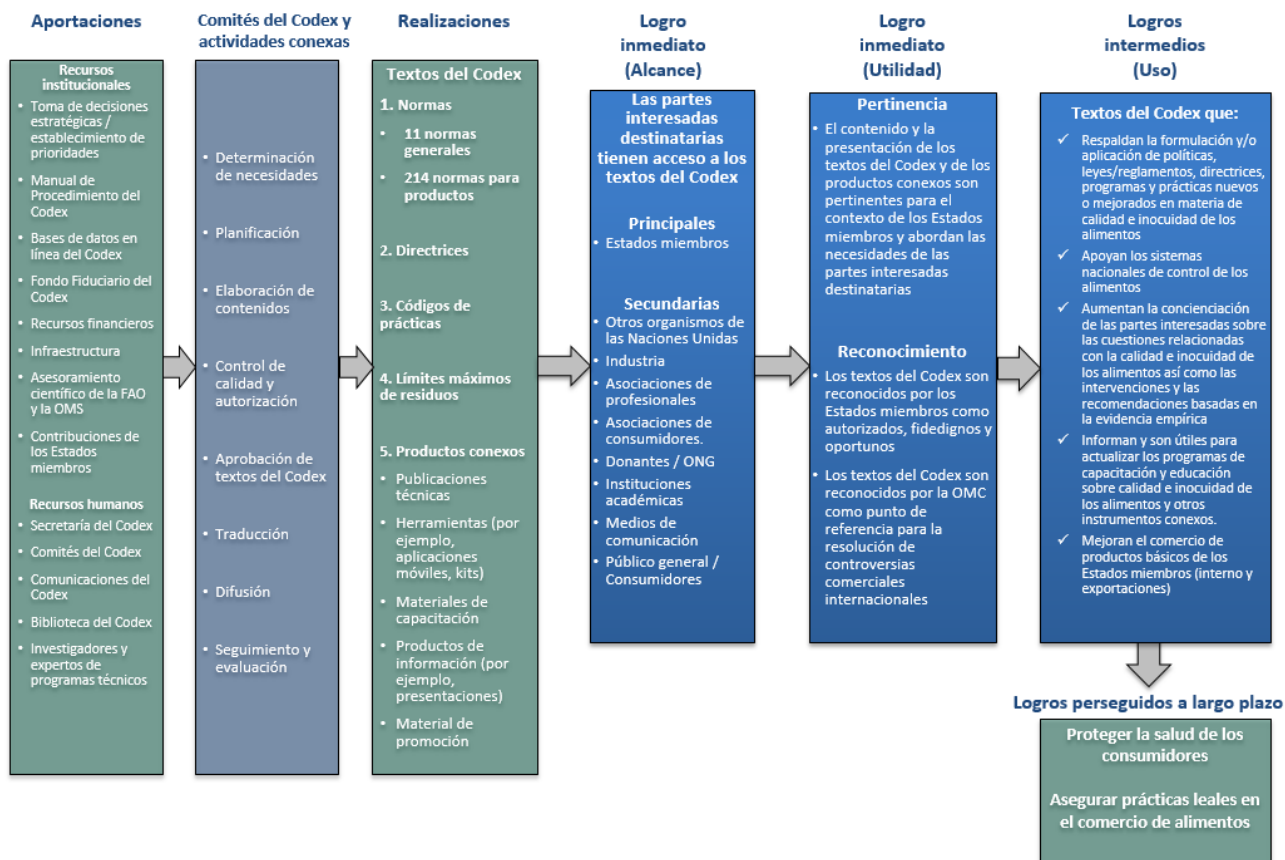 Aportaciones
Recursos
institucionales
• Toma de decisiones
estratégicas /
establecimiento de
prioridades
• Manual de
Procedimiento del
Codex
• Bases de datos en
línea del Codex
• Fondo Fiduciario del
Codex
• Recursos financieros
• Infraestructura
• Asesoramiento
científico de la FAO
y la OMS
• Contribuciones de
los Estados
miembros
Recursos humanos
• Secretaría del Codex
• Comités del Codex
• Comunicaciones del
Codex
• Biblioteca del Codex
• Investigadores y
expertos de
programas técnicos
Comités del Codex y
actividades conexas
• Determinación
de necesidades
• Planificación
• Elaboración de
contenidos
• Control de
calidad y
autorización
• Aprobación de
textos del Codex
• Traducción
• Difusión
• Seguimiento y
evaluación
Realizaciones
Textos del Codex
1. Normas
• 11 normas
generales
• 214 normas para
productos
2. Directrices
3. Códigos de
prácticas
4. Límites máximos
de residuos
5. Productos conexos
• Publicaciones
técnicas
• Herramientas (por
ejemplo,
aplicaciones
móviles, kits)
• Materiales de
capacitación
• Productos de
información (por
ejemplo,
presentaciones)
• Material de
promoción
Logro
inmediato
(Alcance)
Las partes
interesadas
destinatarias
tienen acceso a los
textos del Codex
Principales
• Estados miembros
Secundarias
• Otros organismos de
las Naciones Unidas
• Industria
• Asociaciones de
profesionales
• Asociaciones de
consumidores.
• Donantes / ONG
• Instituciones
académicas
• Medios de
comunicación
• Público general /
Consumidores
Logro
inmediato
(Utilidad)
Pertinencia
• El contenido y la
presentación de los
textos del Codex y de los
productos conexos son
pertinentes para el
contexto de los Estados
miembros y abordan las
necesidades de las
partes interesadas
destinatarias
Reconocimiento
• Los textos del Codex son
reconocidos por los
Estados miembros como
autorizados, fidedignos y
oportunos
• Los textos del Codex son
reconocidos por la OMC
como punto de
referencia para la
resolución de
controversias
comerciales
internacionales
Logros
intermedios
(Uso)
Textos del Codex que:
✓ Respaldan la formulación y/o
aplicación de políticas,
leyes/reglamentos, directrices,
programas y prácticas nuevos
o mejorados en materia de
calidad e inocuidad de los
alimentos
✓ Apoyan los sistemas
nacionales de control de los
alimentos
✓ Aumentan la concienciación
de las partes interesadas sobre
las cuestiones relacionadas
con la calidad e inocuidad de
los alimentos así como las
intervenciones y las
recomendaciones basadas en
la evidencia empírica
✓ Informan y son útiles para
actualizar los programas de
capacitación y educación
sobre calidad e inocuidad de
los alimentos y otros
instrumentos conexos.
✓ Mejoran el comercio de
productos básicos de los
Estados miembros (interno y
exportaciones)
Logros perseguidos a largo plazo
Proteger la salud de los
consumidores
Asegurar prácticas leales en
el comercio de alimentos